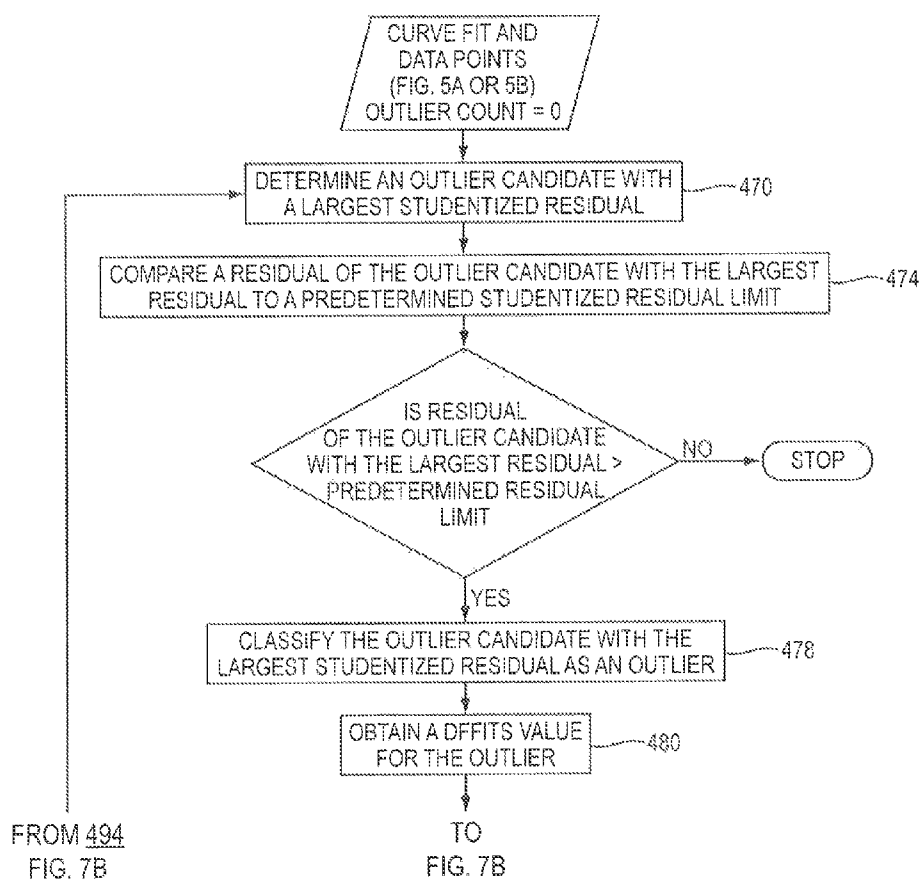 CURVE FIT AND
DATA POINTS
(FIG. 5A OR 5B)
OUTLIER COUNT = 0
DETERMINE AN OUTLIER CANDIDATE WITH
A LARGEST STUDENTIZED RESIDUAL
470
COMPARE A RESIDUAL OF THE OUTLIER CANDIDATE WITH THE LARGEST
RESIDUAL TO A PREDETERMINED STUDENTIZED RESIDUAL LIMIT
474
IS RESIDUAL
OF THE OUTLIER CANDIDATE
WITH THE LARGEST RESIDUAL >
PREDETERMINED RESIDUAL
LIMIT
NO
STOP
YES
CLASSIFY THE OUTLIER CANDIDATE WITH THE
LARGEST STUDENTIZED RESIDUAL AS AN OUTLIER
478
OBTAIN A DFFITS VALUE
FOR THE OUTLIER
480
FROM 494
FIG. 7B
TO
FIG. 7B